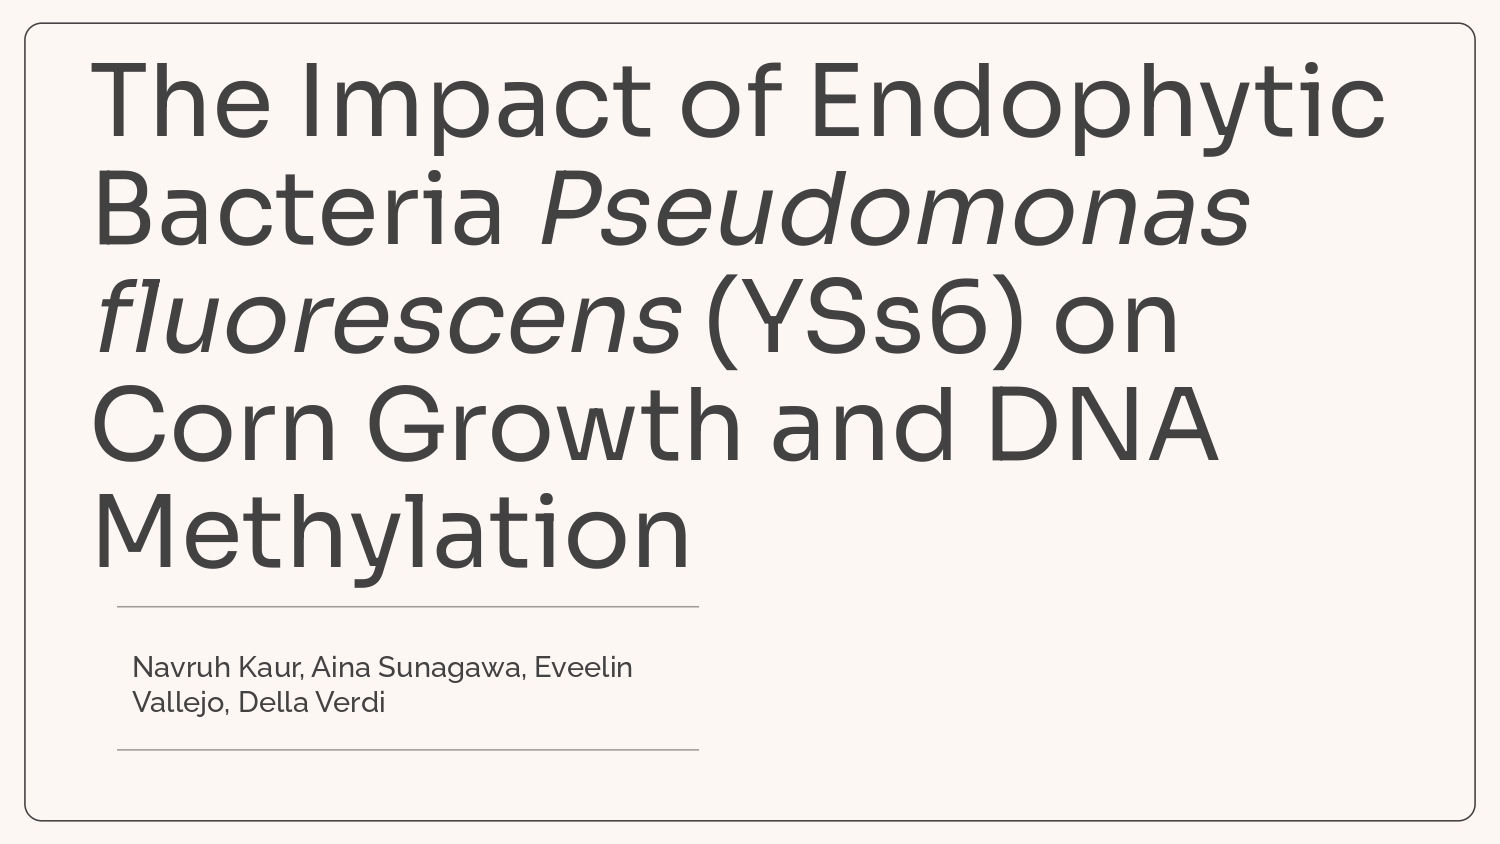 The Impact of Endophytic
Bacteria Pseudomonas
fluorescens (YSs6) on
Corn Growth and DNA
Methylation
Navruh Kaur, Aina Sunagawa, Eveelin
Vallejo, Della Verdi